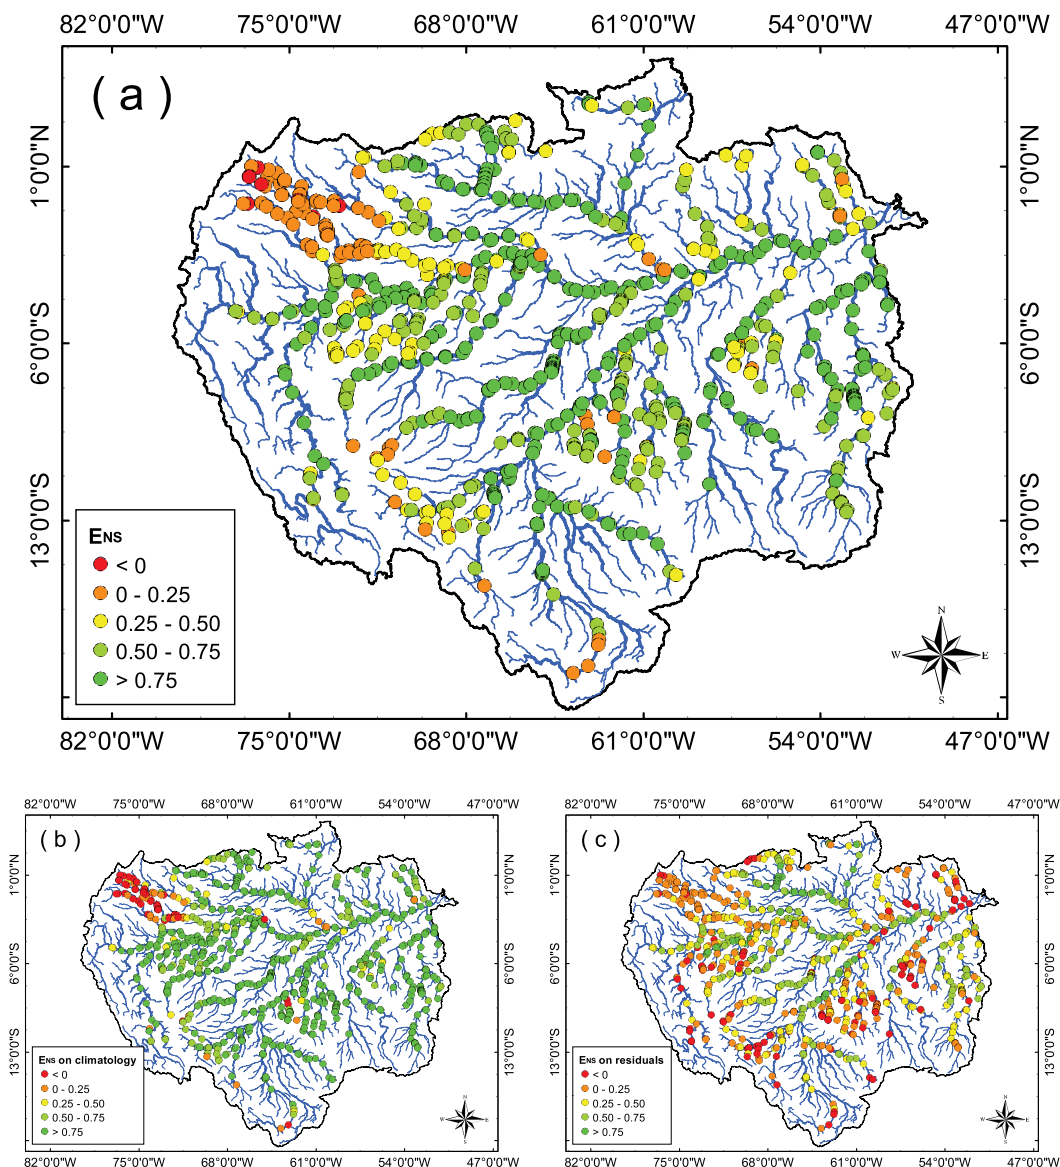 82°0'0"W 75°0'0"W 68°0'0"W 61°0'0"W 54°0'0"W 47°0'0"W
( a )
1°0'0"N 1°0'0"N
6°0'0"S 6°0'0"S
13°0'0"S 13°0'0"S
ENS
< 0
0 - 0.25
0.25 - 0.50
0.50 - 0.75
> 0.75
N
W E
S
82°0'0"W 75°0'0"W 68°0'0"W 61°0'0"W 54°0'0"W 47°0'0"W
82°0'0"W 75°0'0"W 68°0'0"W 61°0'0"W 54°0'0"W 47°0'0"W
( b )
1°0'0"N 1°0'0"N
6°0'0"S 6°0'0"S
13°0'0"S 13°0'0"S
ENS on climatology
< 0
0 - 0.25
0.25 - 0.50
0.50 - 0.75
> 0.75
N
W E
S
82°0'0"W 75°0'0"W 68°0'0"W 61°0'0"W 54°0'0"W 47°0'0"W
82°0'0"W 75°0'0"W 68°0'0"W 61°0'0"W 54°0'0"W 47°0'0"W
( c )
1°0'0"N 1°0'0"N
6°0'0"S 6°0'0"S
13°0'0"S 13°0'0"S
ENS on residuals
< 0
0 - 0.25
0.25 - 0.50
0.50 - 0.75
> 0.75
N
W E
S
82°0'0"W 75°0'0"W 68°0'0"W 61°0'0"W 54°0'0"W 47°0'0"W